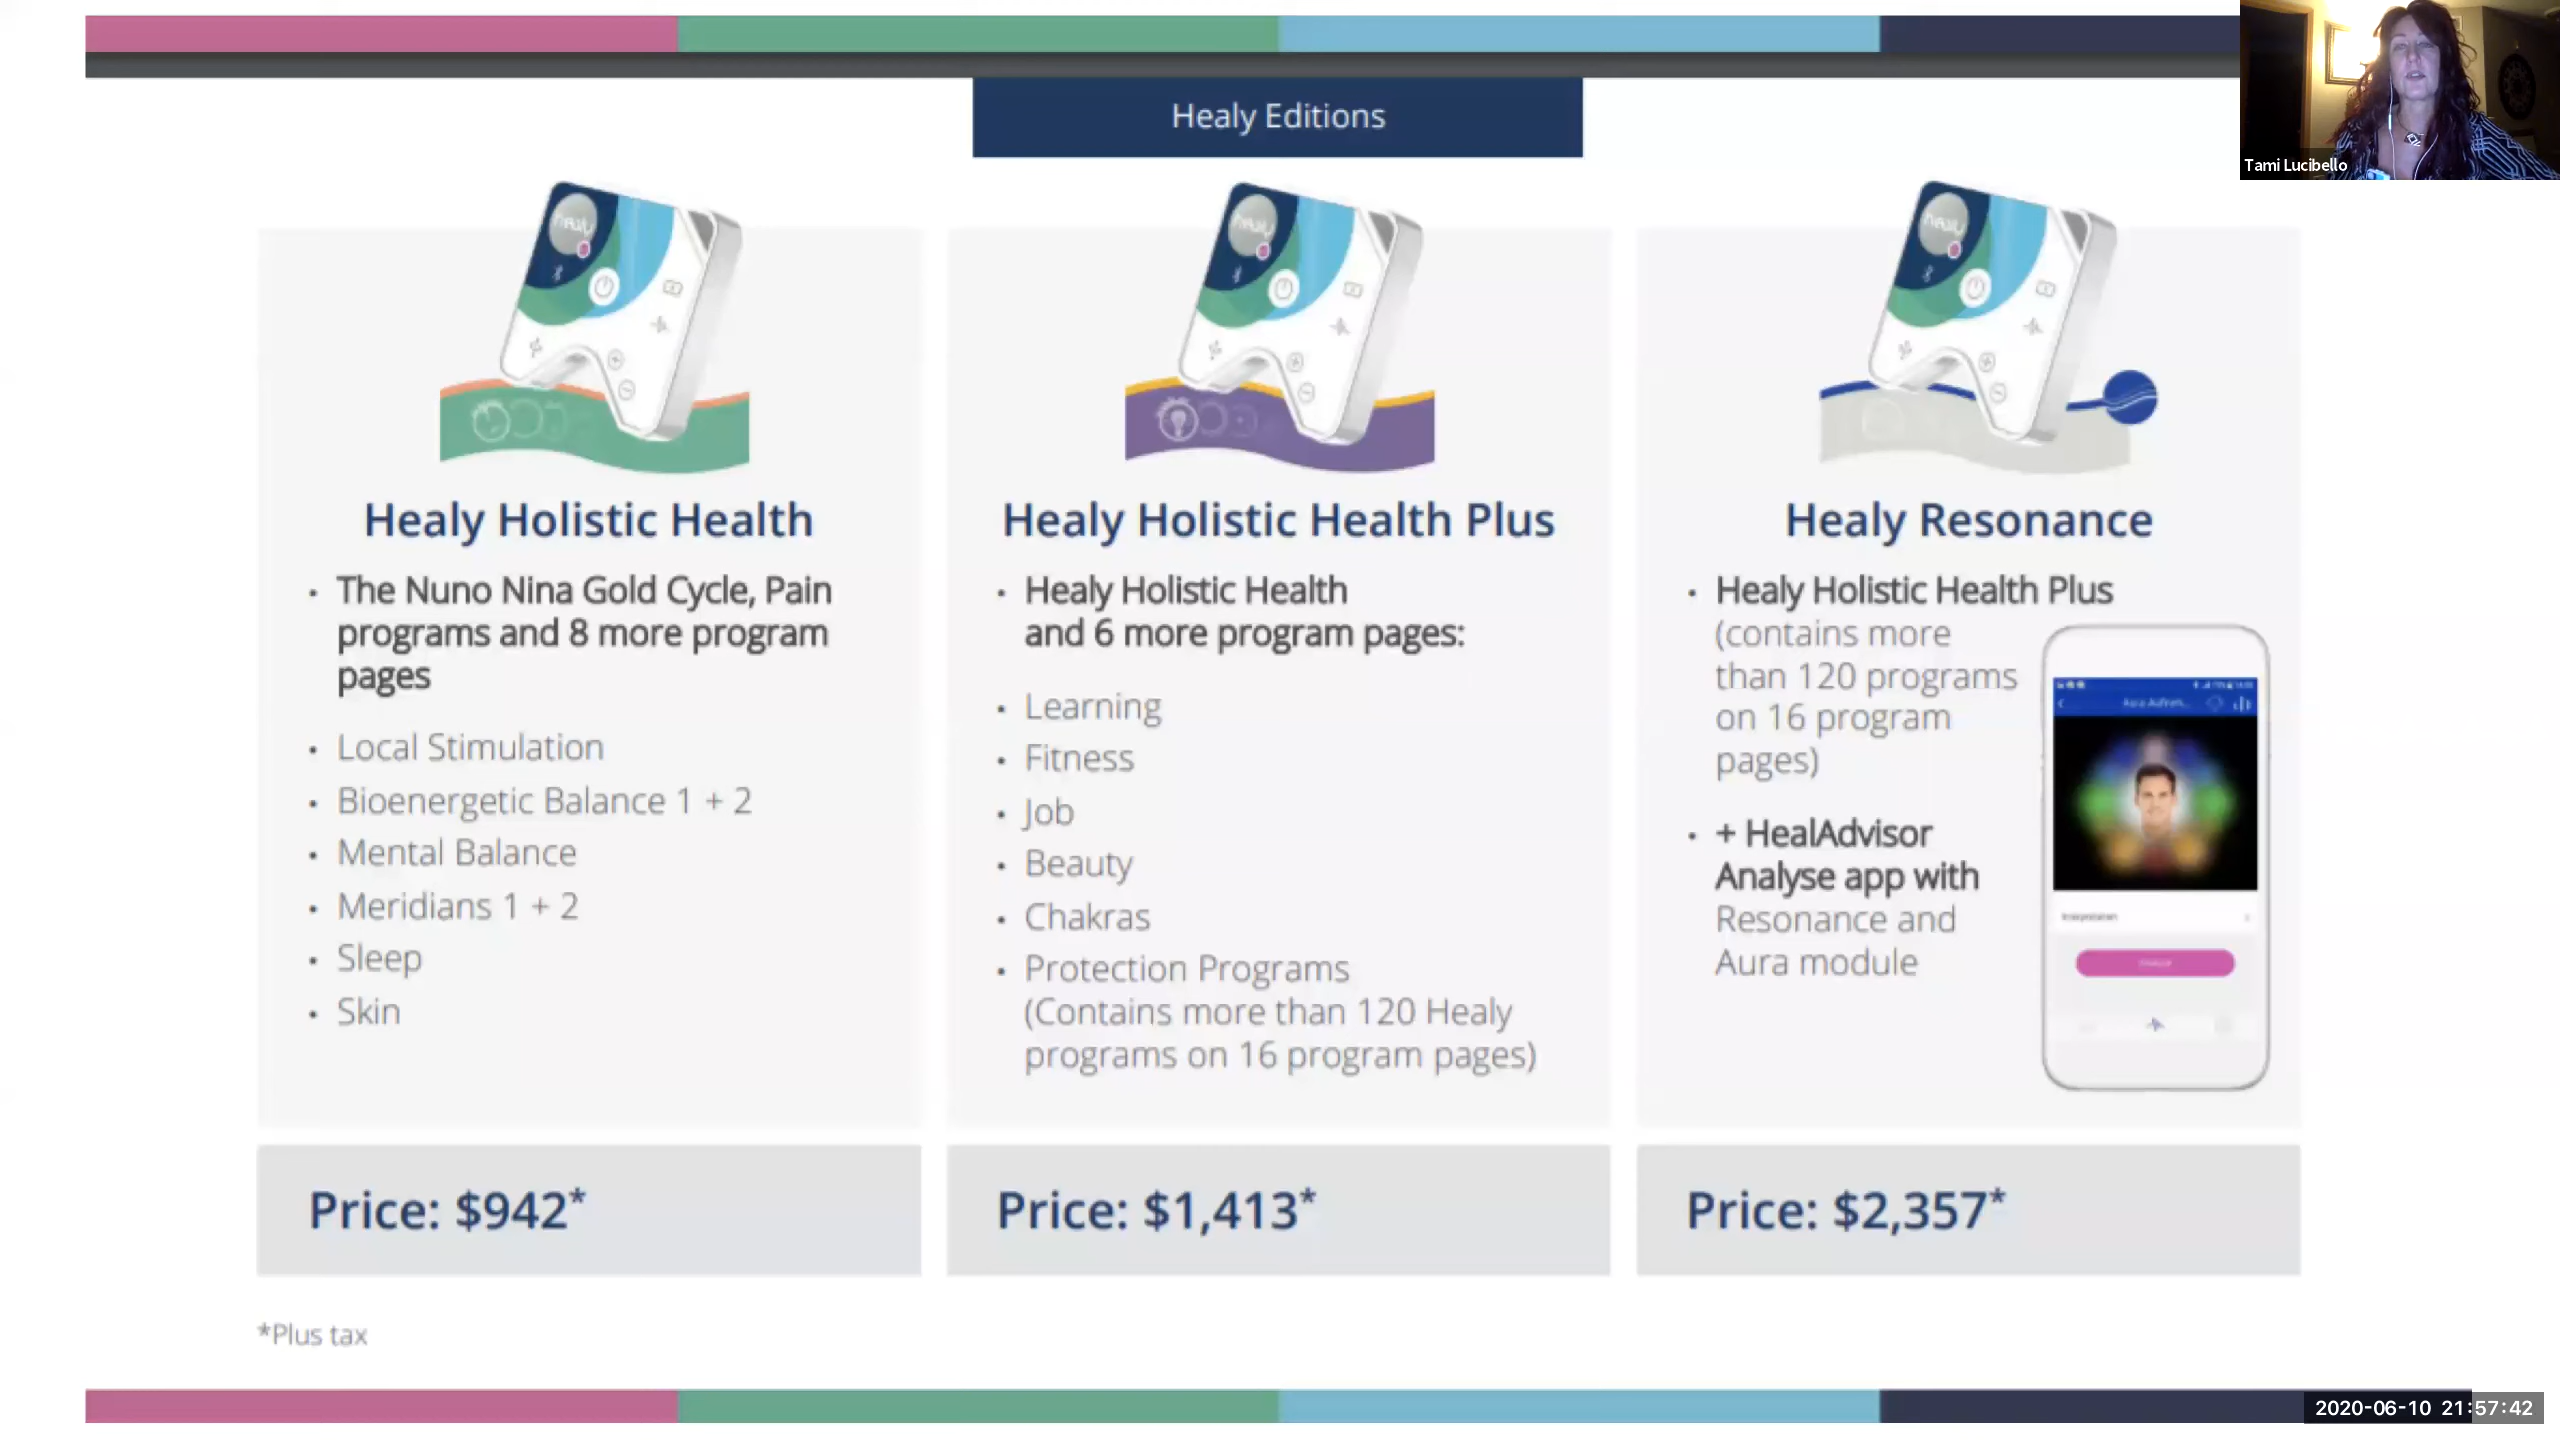 Healy Editions
Tami Lucibello
Healy Holistic Health
• The Nuno Nina Gold Cycle, Pain
programs and 8 more program
pages
• Local Stimulation
• Bioenergetic Balance 1 + 2
• Mental Balance
• Meridians 1 + 2
• Sleep
• Skin
Price: $942*
Healy Holistic Health Plus
• Healy Holistic Health
and 6 more program pages:
• Learning
• Fitness
• Job
• Beauty
• Chakras
• Protection Programs
(Contains more than 120 Healy
programs on 16 program pages)
Price: $1,413*
Healy Resonance
• Healy Holistic Health Plus
(contains more
than 120 programs
on 16 program
pages)
• + HealAdvisor
Analyse app with
Resonance and
Aura module
Price: $2,357*
*Plus tax
2020-06-10 21:57:42